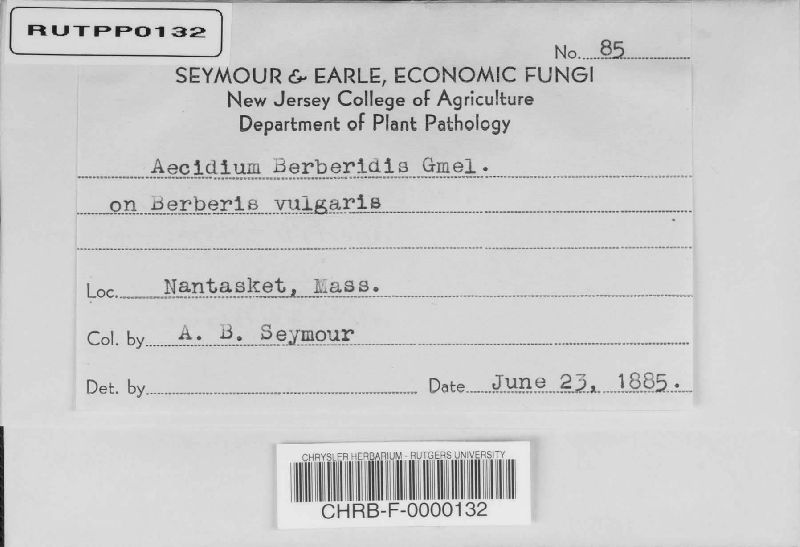 RUTPP0132
No. 85
SEYMOUR & EARLE, ECONOMIC FUNGI
New Jersey College of Agriculture
Department of Plant Pathology
Aecidium Berberidis Gmel.
on Berberis vulgaris
Loc. Nantasket, Mass.
Col. by A. B. Seymour
Det. by
Date June 23, 1885.
CHRYSLER HERBARIUM - RUTGERS UNIVERSITY
CHRB-F-0000132